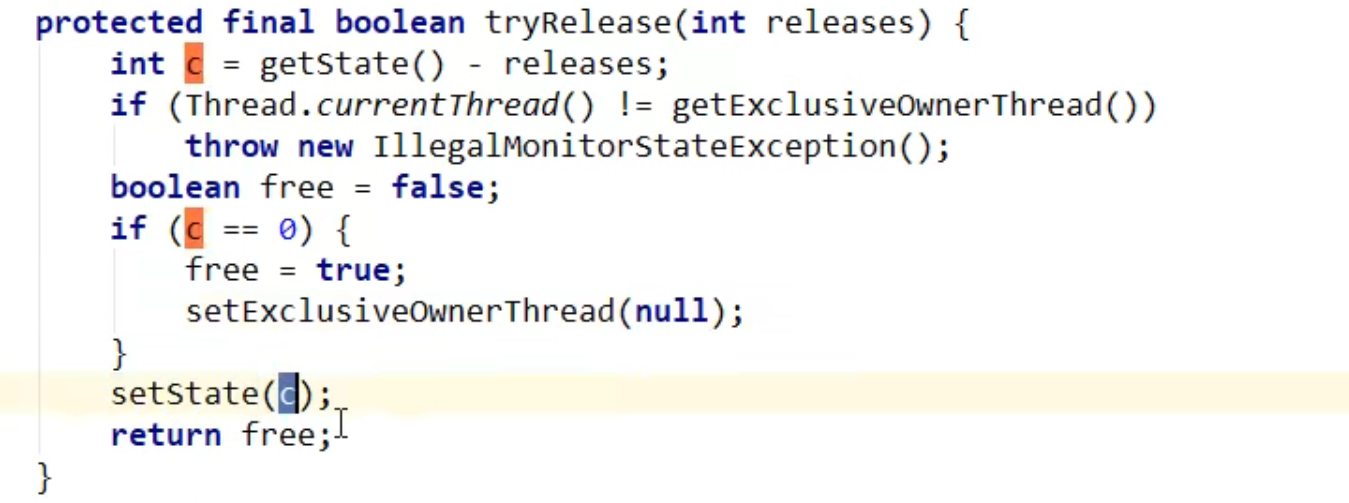 protected final boolean tryRelease(int releases) {
    int c = getState() - releases;
    if (Thread.currentThread() != getExclusiveOwnerThread())
        throw new IllegalMonitorStateException();
    boolean free = false;
    if (c == 0) {
        free = true;
        setExclusiveOwnerThread(null);
    }
    setState(c);
    return free;
}